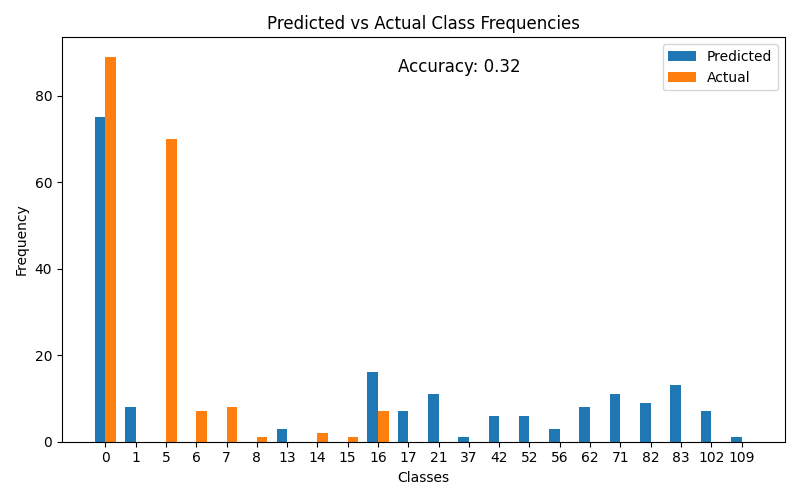 Predicted vs Actual Class Frequencies
Accuracy: 0.32
Predicted
Actual
Frequency
80
60
40
20
0
0 1 5 6 7 8 13 14 15 16 17 21 37 42 52 56 62 71 82 83 102 109
Classes